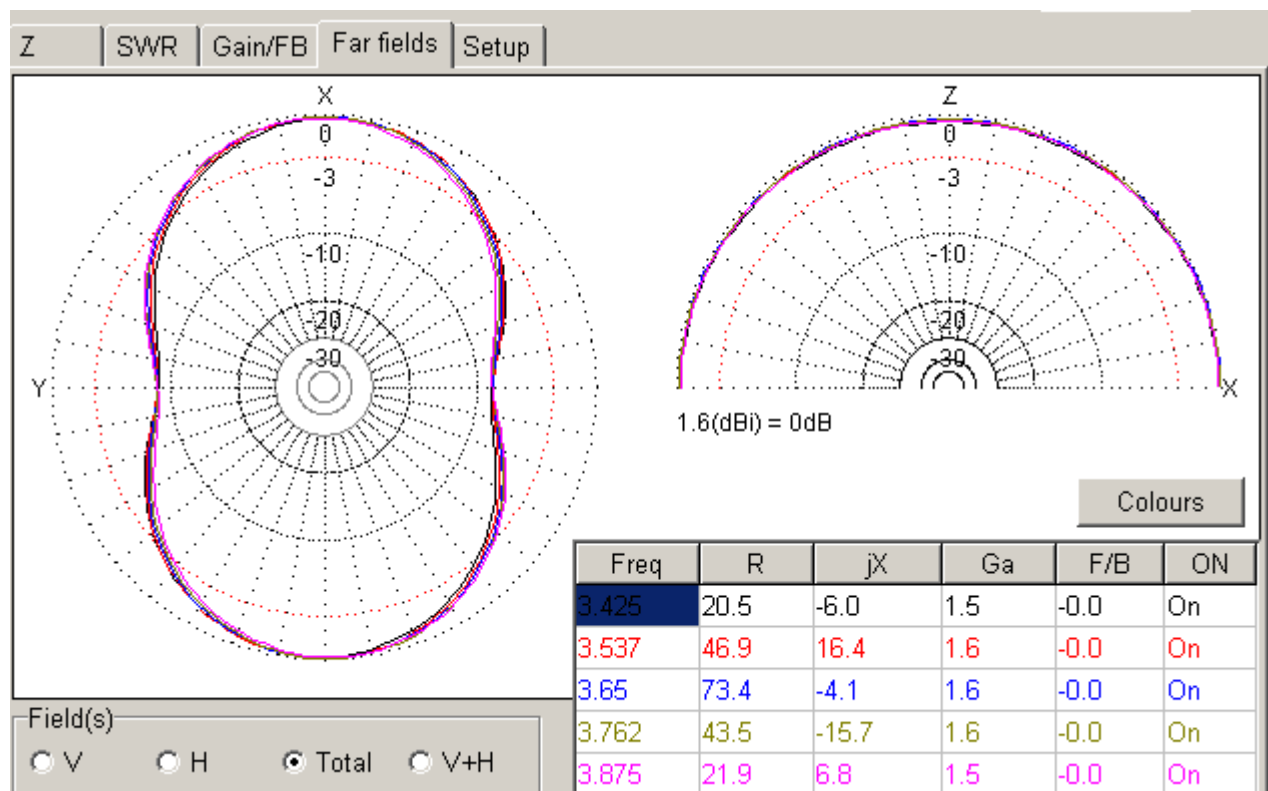 Z SWR Gain/FB Far fields Setup
X
0
-3
-10
-20
-30
Y
Z
0
-3
-10
-20
-30
X
1.6(dBi) = 0dB
Colours
Freq R jX Ga F/B ON
3.425 20.5 -6.0 1.5 -0.0 On
3.537 46.9 16.4 1.6 -0.0 On
3.65 73.4 -4.1 1.6 -0.0 On
3.762 43.5 -15.7 1.6 -0.0 On
3.875 21.9 6.8 1.5 -0.0 On
Field(s)
V H Total V+H